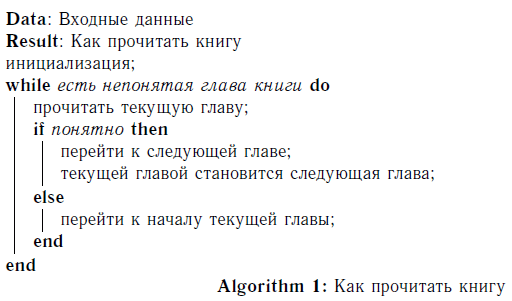 Data: Входные данные
Result: Как прочитать книгу
инициализация;
while есть непонятая глава книги do
прочитать текущую главу;
if понятно then
перейти к следующей главе;
текущей главой становится следующая глава;
else
перейти к началу текущей главы;
end
end
Algorithm 1: Как прочитать книгу